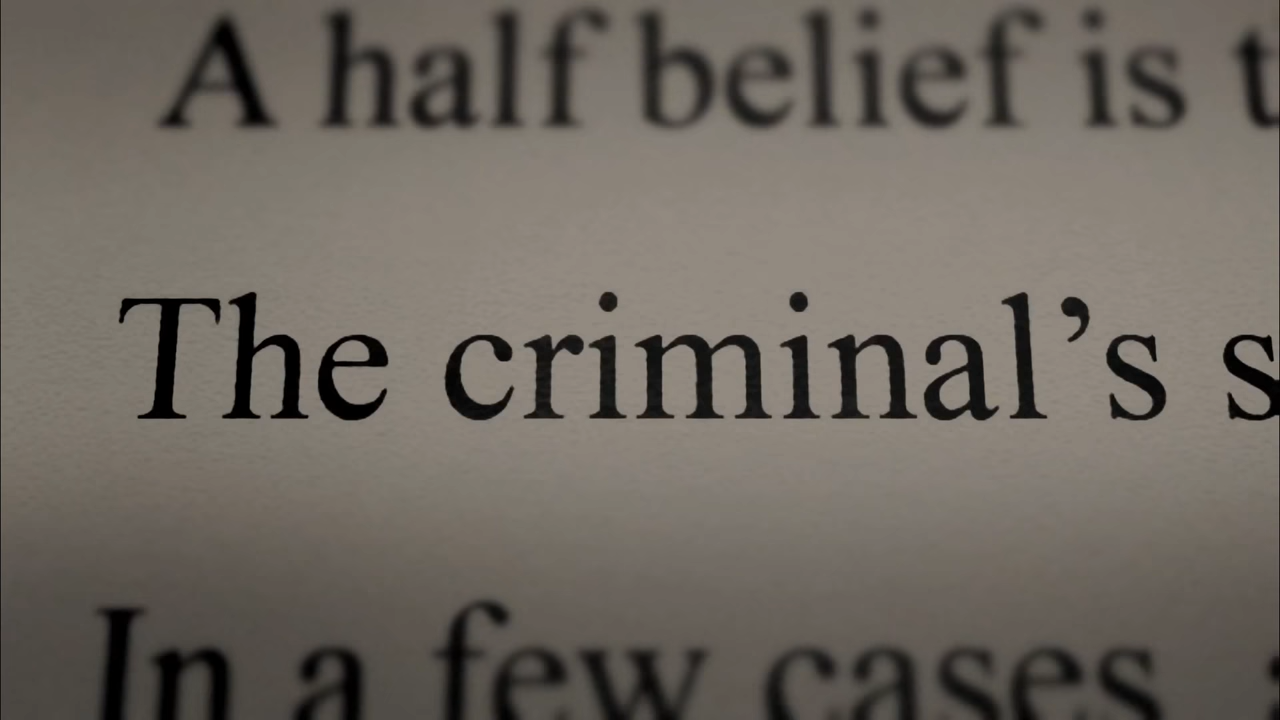 A half belief is
The criminal's
In a few cases